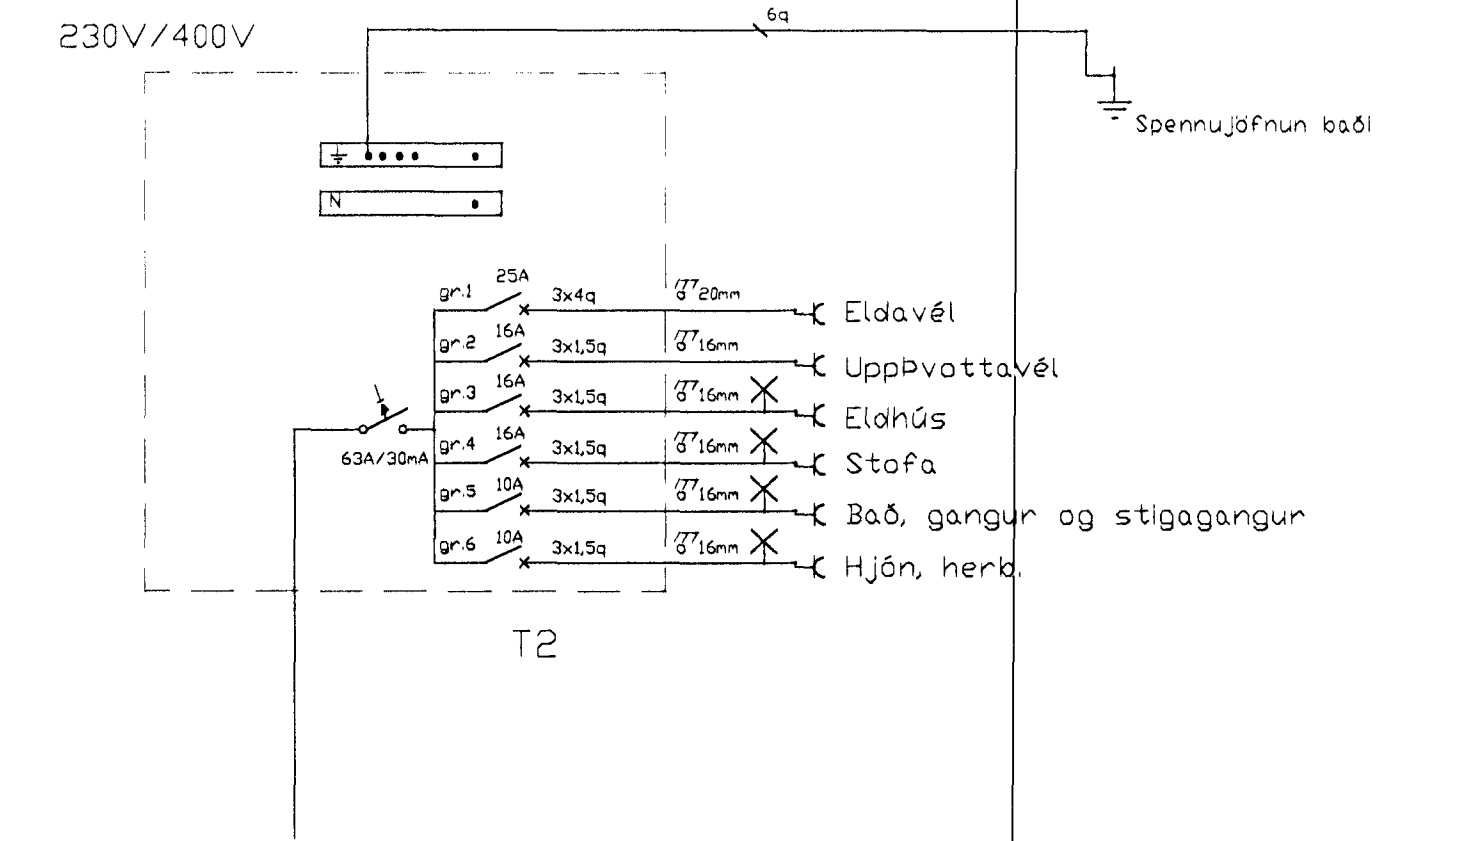 6q
230V/400V
Spennujöfnun baði
N
25A
gr.1 3x4q 20mm Eldavél
16A
gr.2 3x1,5q 16mm UppÞvottavél
16A
gr.3 3x1,5q 16mm Eldhús
16A
gr.4 3x1,5q 16mm Stofa
63A/30mA
10A
gr.5 3x1,5q 16mm Bað, gangur og stigagangur
10A
gr.6 3x1,5q 16mm Hjón, herb.
T2